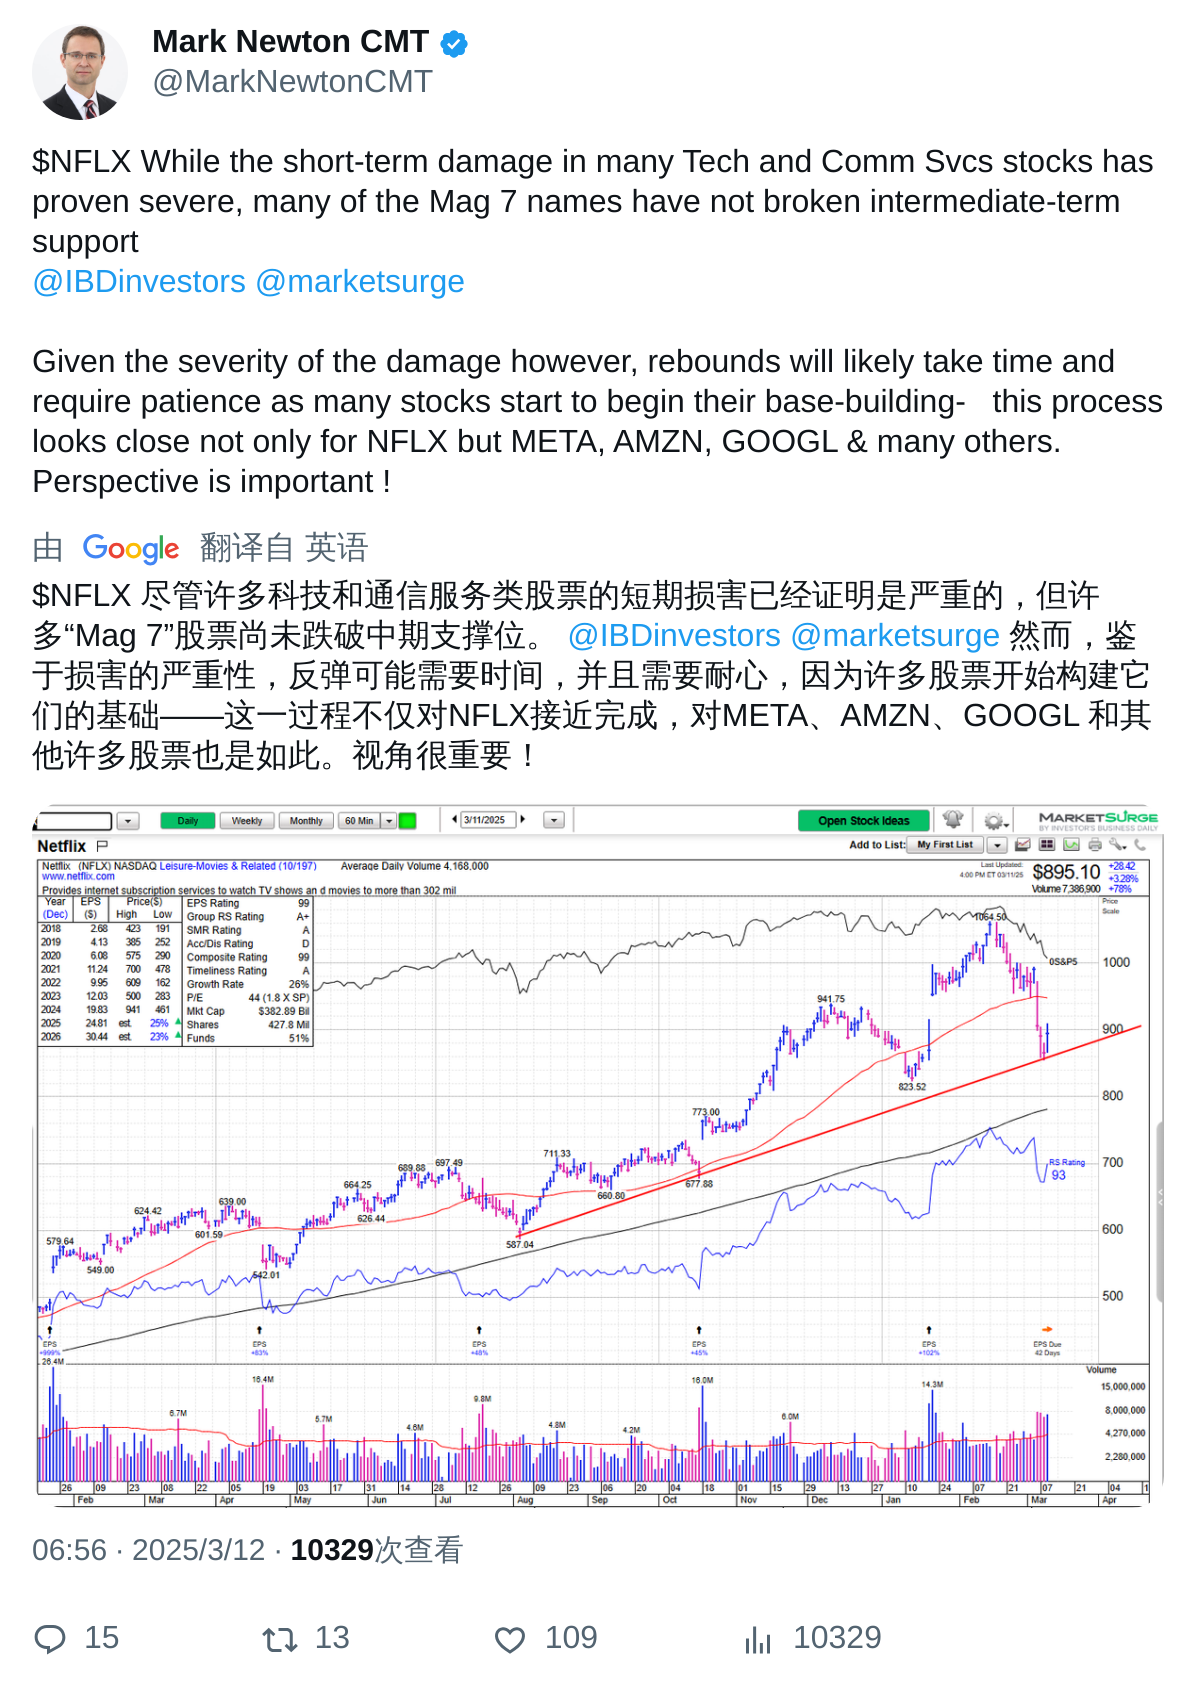 Mark Newton CMT
@MarkNewtonCMT
$NFLX While the short-term damage in many Tech and Comm Svcs stocks has
proven severe, many of the Mag 7 names have not broken intermediate-term
support
@IBDinvestors @marketsurge
Given the severity of the damage however, rebounds will likely take time and
require patience as many stocks start to begin their base-building-   this process
looks close not only for NFLX but META, AMZN, GOOGL & many others.
Perspective is important !
由 Google 翻译自 英语
$NFLX 尽管许多科技和通信服务类股票的短期损害已经证明是严重的，但许
多“Mag 7”股票尚未跌破中期支撑位。 @IBDinvestors @marketsurge 然而，鉴
于损害的严重性，反弹可能需要时间，并且需要耐心，因为许多股票开始构建它
们的基础——这一过程不仅对NFLX接近完成，对META、AMZN、GOOGL 和其
他许多股票也是如此。视角很重要！
Daily Weekly Monthly 60 Min 3/11/2025 Open Stock Ideas MARKETSURGE
BY INVESTOR'S BUSINESS DAILY
Netflix Add to List: My First List
Netflix (NFLX) NASDAQ Leisure-Movies & Related (10/197) Average Daily Volume 4,168,000
www.netflix.com
Provides internet subscription services to watch TV shows an d movies to more than 302 mil
Last Updated:
4:00 PM ET 03/11/25
$895.10 +28.42
+3.28%
Volume 7,386,900 +78%
Year EPS Price($)
(Dec) ($) High Low
2018 2.68 423 191
2019 4.13 385 252
2020 6.08 575 290
2021 11.24 700 478
2022 9.95 609 162
2023 12.03 500 283
2024 19.83 941 461
2025 24.81 est. 25%
2026 30.44 est. 23%
EPS Rating 99
Group RS Rating A+
SMR Rating A
Acc/Dis Rating D
Composite Rating 99
Timeliness Rating A
Growth Rate 26%
P/E 44 (1.8 X SP)
Mkt Cap $382.89 Bil
Shares 427.8 Mil
Funds 51%
Price
Scale
1064.50
0S&P5
1000
941.75
900
823.52
800
773.00
711.33
700
697.49
689.88
677.88
RS Rating
93
664.25
660.80
626.44
639.00
624.42
601.59
600
587.04
579.64
549.00
542.01
500
EPS EPS EPS EPS EPS EPS Due
+999% +83% +48% +45% +102% 42 Days
Volume
26.4M 16.4M 9.8M 16.0M 14.3M
6.7M 5.7M 4.6M 4.8M 4.2M 6.0M
15,000,000
8,000,000
4,270,000
2,280,000
26 09 23 08 22 05 19 03 17 31 14 28 12 26 09 23 06 20 04 18 01 15 29 13 27 10 24 07 21 07 21 04 1
Feb Mar Apr May Jun Jul Aug Sep Oct Nov Dec Jan Feb Mar Apr
06:56 · 2025/3/12 · 10329次查看
15 13 109 10329